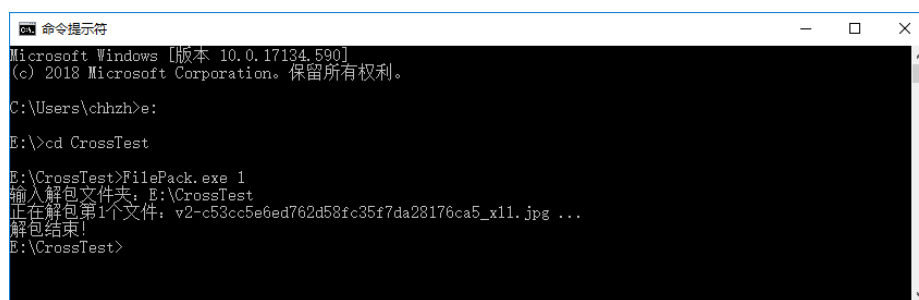 命令提示符
Microsoft Windows [版本 10.0.17134.590]
(c) 2018 Microsoft Corporation。保留所有权利。
C:\Users\chhzh>e:
E:\>cd CrossTest
E:\CrossTest>FilePack.exe 1
输入解包文件夹：E:\CrossTest
正在解包第1个文件：v2-c53cc5e6ed762d58fc35f7da28176ca5_xll.jpg ...
解包结束!
E:\CrossTest>